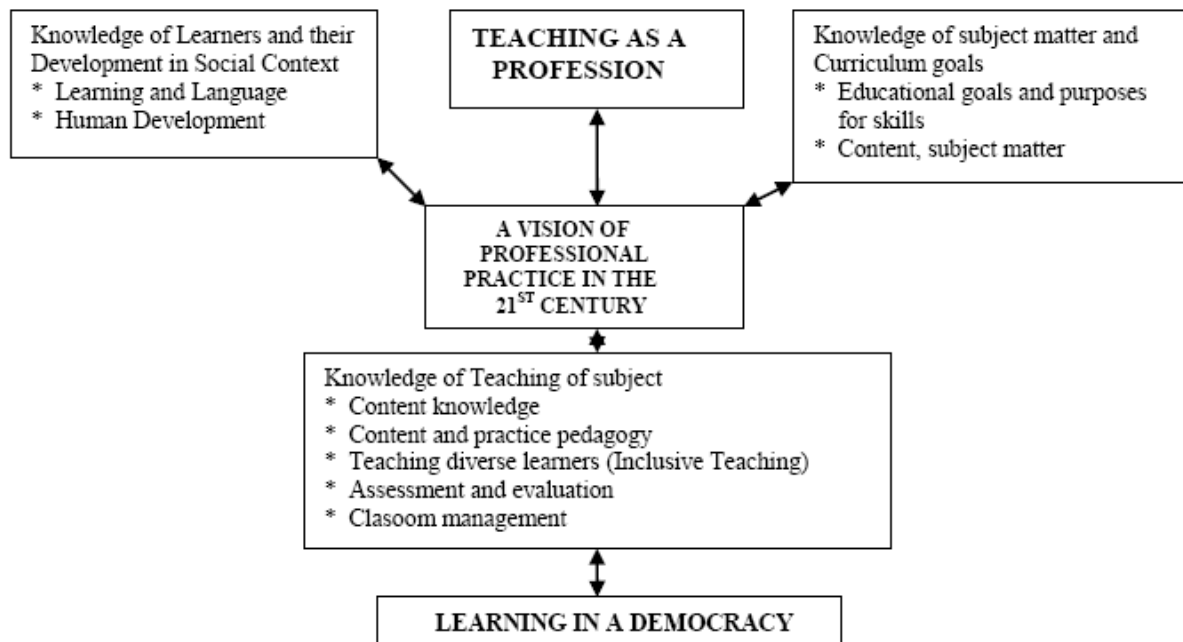 Knowledge of Learners and their
Development in Social Context
* Learning and Language
* Human Development
TEACHING AS A
PROFESSION
Knowledge of subject matter and
Curriculum goals
* Educational goals and purposes
for skills
* Content, subject matter
A VISION OF
PROFESSIONAL
PRACTICE IN THE
21ST CENTURY
Knowledge of Teaching of subject
* Content knowledge
* Content and practice pedagogy
* Teaching diverse learners (Inclusive Teaching)
* Assessment and evaluation
* Clasoom management
LEARNING IN A DEMOCRACY